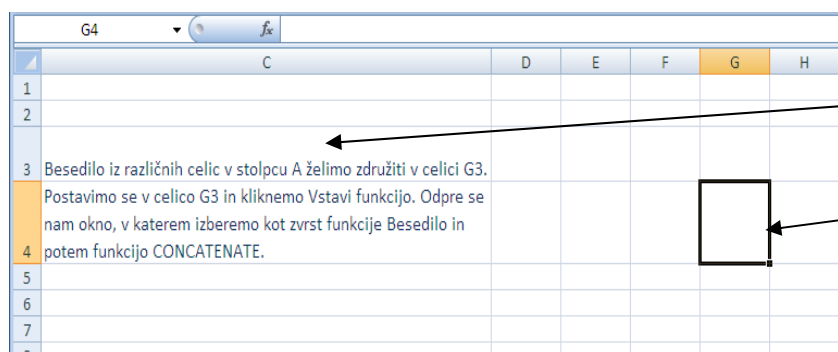 G4 fx
C D E F G H
1
2
3 Besedilo iz različnih celic v stolpcu A želimo združiti v celici G3.
Postavimo se v celico G3 in kliknemo Vstavi funkcijo. Odpre se
nam okno, v katerem izberemo kot zvrst funkcije Besedilo in
4 potem funkcijo CONCATENATE.
5
6
7